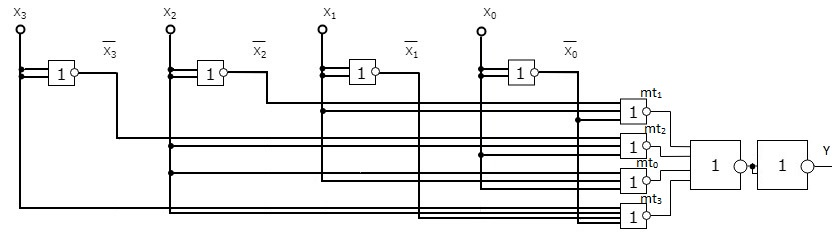 X₃ X₂ X₁ X₀
X̅₃ X̅₂ X̅₁ X̅₀
1 1 1 1
mt₁
1
mt₂
1
Y
1 1
mt₀
1
mt₃
1